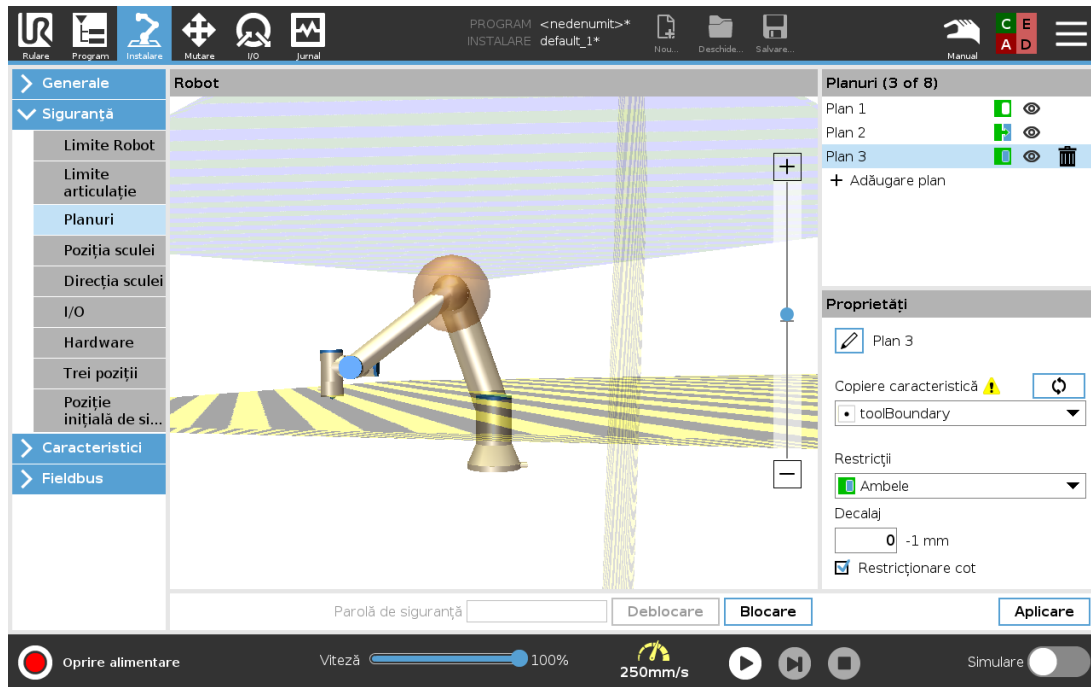 UR
Rulare
Program
Instalare
Mutare
I/O
Jurnal
PROGRAM <nedenumit>*
INSTALARE default_1*
Nou...
Deschide...
Salvare...
Manual
C E
A D
Generale
Siguranță
Limite Robot
Limite
articulație
Planuri
Poziția sculei
Direcția sculei
I/O
Hardware
Trei poziții
Poziție
inițială de si...
Caracteristici
Fieldbus
Robot
Planuri (3 of 8)
Plan 1
Plan 2
Plan 3
+ Adăugare plan
Proprietăți
Plan 3
Copiere caracteristică
toolBoundary
Restricții
Ambele
Decalaj
0 -1 mm
Restricționare cot
Parolă de siguranță
Deblocare
Blocare
Aplicare
Oprire alimentare
Viteză
100%
250mm/s
Simulare